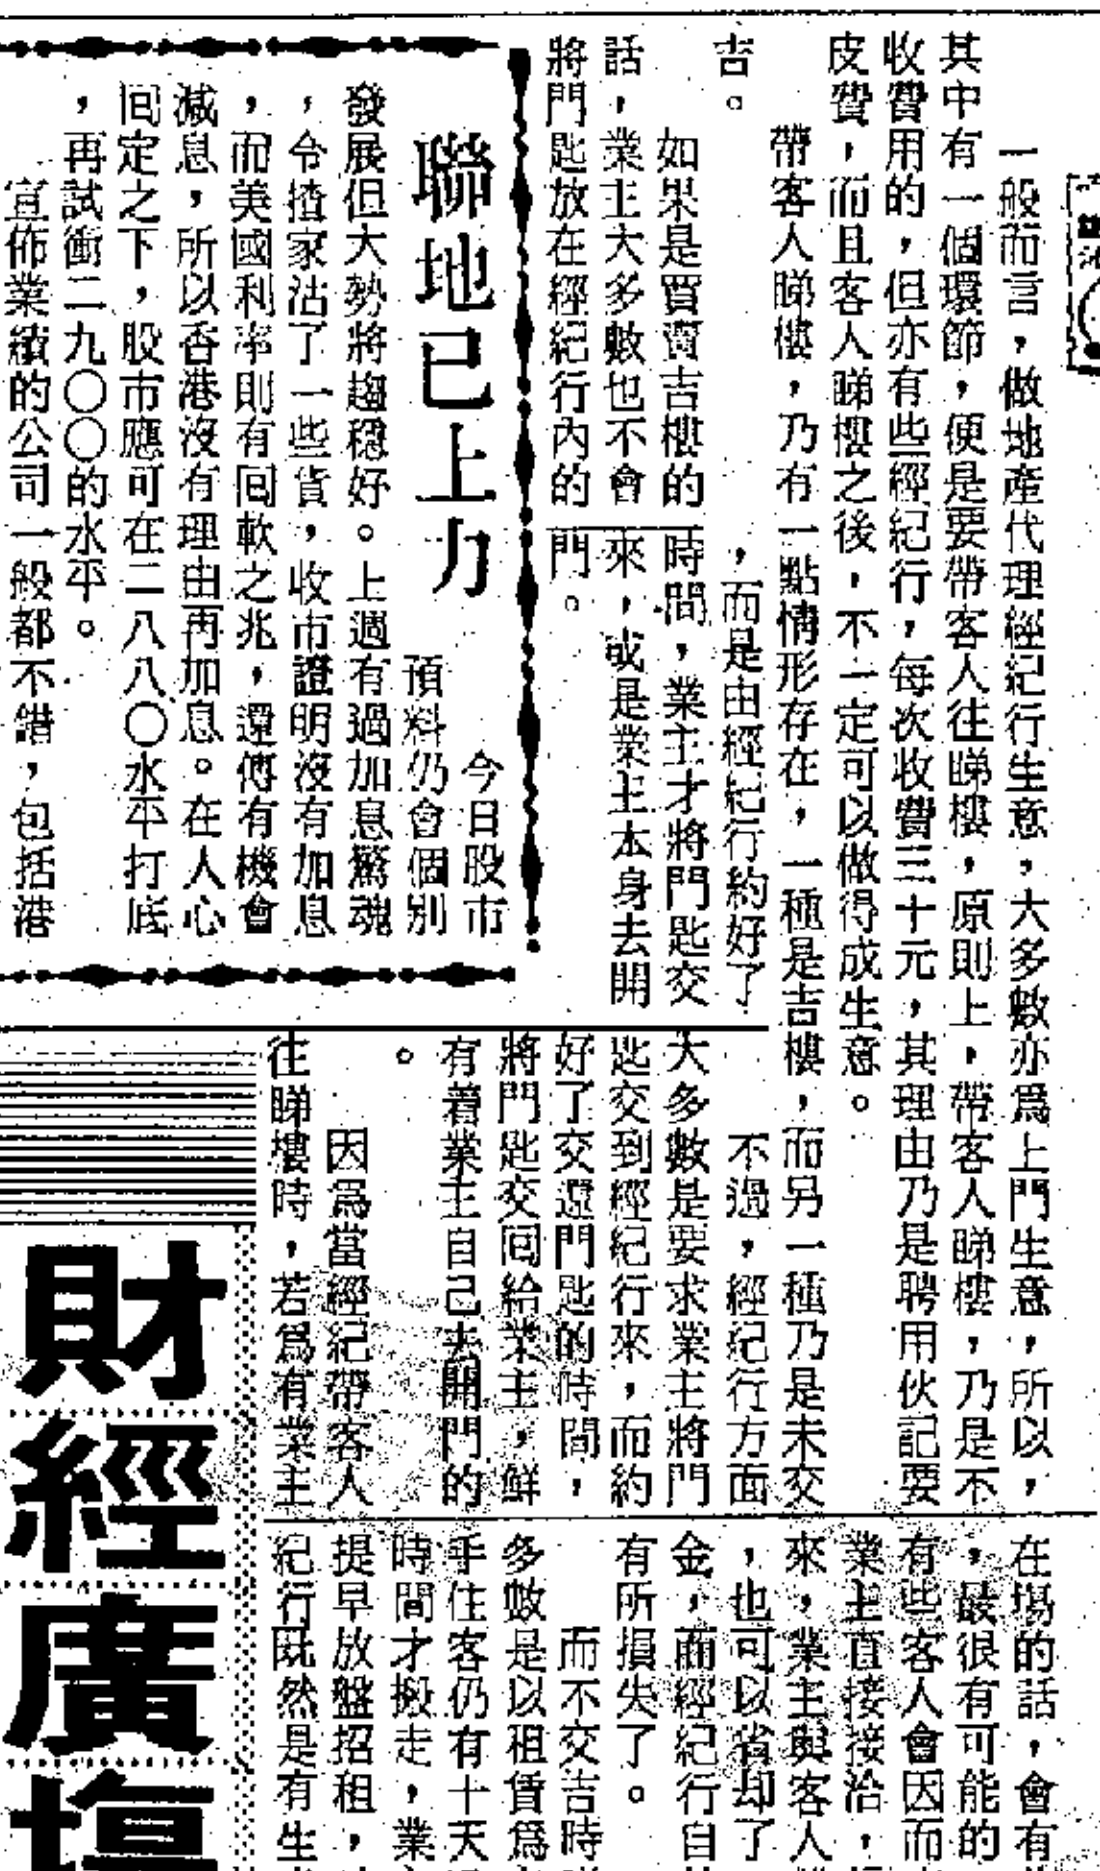 一般而言，做地產代理經紀行生意，大多數亦爲上門生意，所以，
其中有一個環節，便是要帶客人往睇樓，原則上，帶客人睇樓，乃是不
收費用的，但亦有些經紀行，每次收費三十元，其理由乃是聘用伙記要
皮費，而且客人睇樓之後，不一定可以做得成生意。
帶客人睇樓，乃有一點情形存在，一種是吉樓，而另一種乃是未交
吉。
如果是買賣吉樓的
話，業主大多數也不會
將門匙放在經紀行內的
，而是由經紀行約好了
時間，業主才將門匙交
來，或是業主本身去開
門。
不過，經紀行方面
大多數是要求業主將門
匙交到經紀行來，而約
好了交還門匙的時間，
將門匙交囘給業主，鮮
有着業主自己去開門的
。
因爲當經紀帶客人
往睇樓時，若爲有業主
在塲的話，會有
，最很有可能的
有些客人會因而
業主直接接洽，
來，業主與客人
，也可以省却了
金，而經紀行自
有所損失了。
而不交吉時
多數是以租賃爲
手住客仍有十天
時間才搬走，業
提早放盤招租，
紀行既然是有生
聯地已上力
今日股市
預料仍會個別
發展但大勢將趨穩好。上週有過加息驚魂
，令揸家沽了一些貨，收市證明沒有加息
，而美國利率則有囘軟之兆，還傳有機會
減息，所以香港沒有理由再加息。在人心
囘定之下，股市應可在二八八〇水平打底
，再試衝二九〇〇的水平。
宣佈業績的公司一般都不錯，包括港
財經廣塲